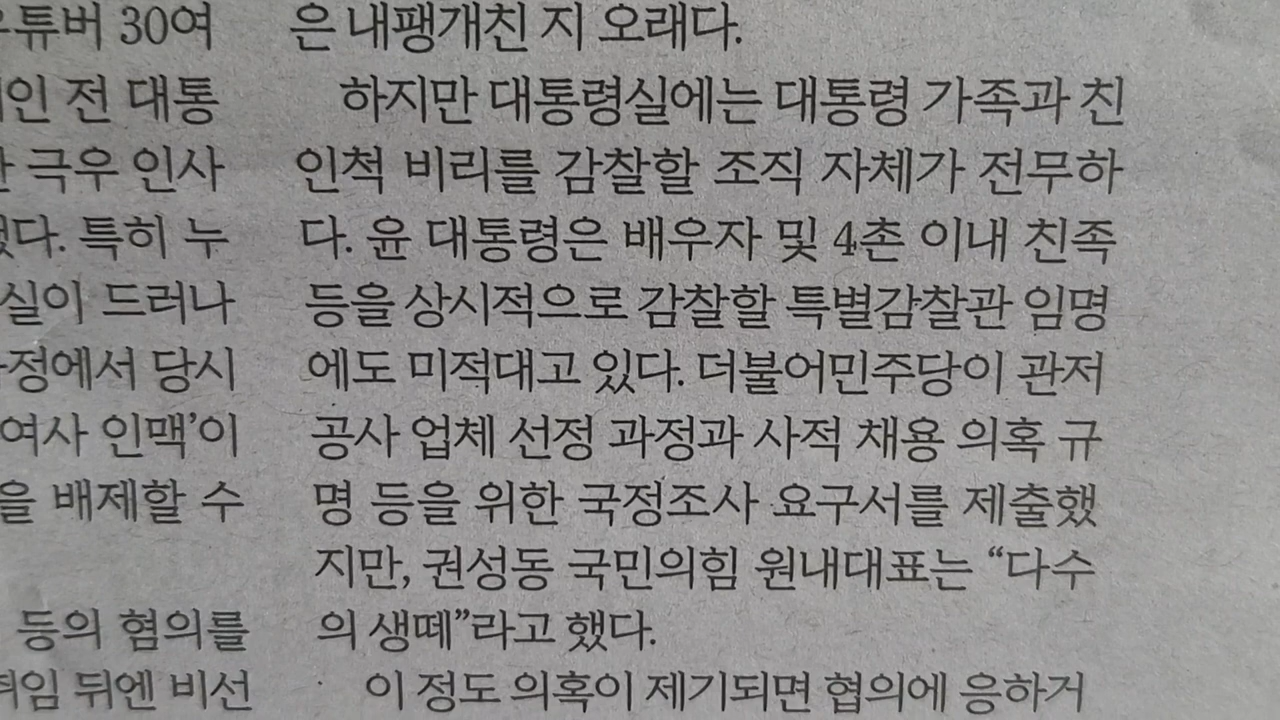 30여
인 전 대통
극우 인사
다. 특히 누
실이 드러나
정에서 당시
여사 인맥’이
을 배제할 수
등의 혐의를
뒤엔 비선
은 내팽개친 지 오래다.
하지만 대통령실에는 대통령 가족과 친
인척 비리를 감찰할 조직 자체가 전무하
다. 윤 대통령은 배우자 및 4촌 이내 친족
등을 상시적으로 감찰할 특별감찰관 임명
에도 미적대고 있다. 더불어민주당이 관저
공사 업체 선정 과정과 사적 채용 의혹 규
명 등을 위한 국정조사 요구서를 제출했
지만, 권성동 국민의힘 원내대표는 “다수
의 생떼”라고 했다.
이 정도 의혹이 제기되면 협의에 응하거